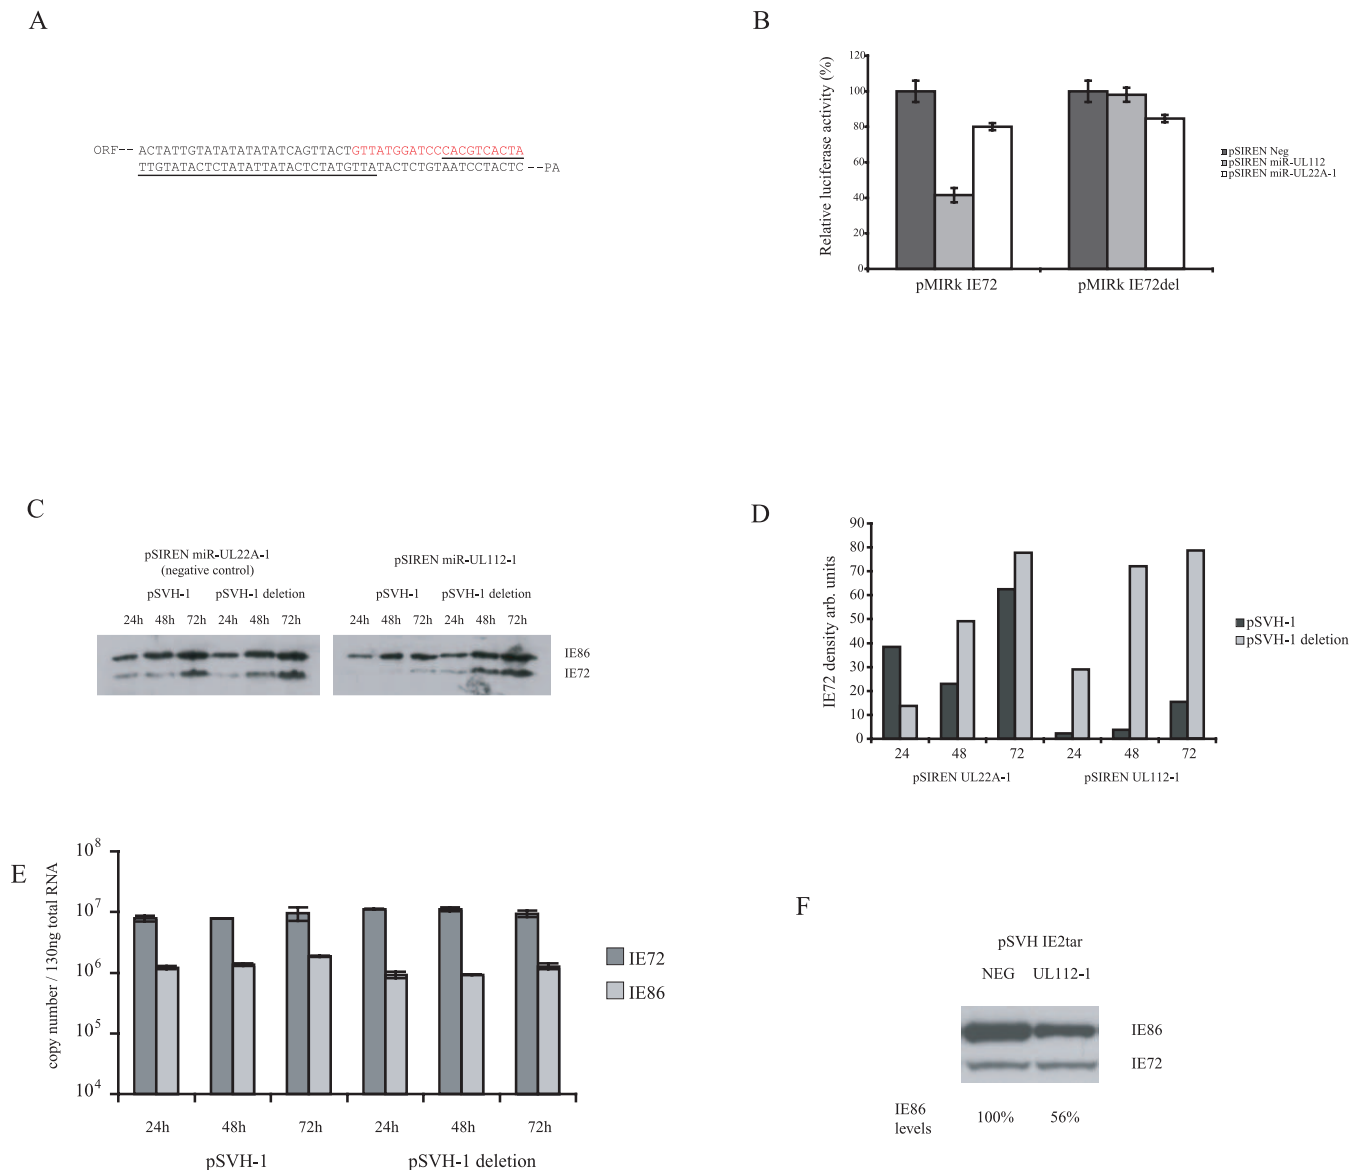 A
ORF-- ACTATTGTATATATATATCAGTTACTGTTATGGATCCCACGTCACTA
TTGTATACTCTATATTATACTCTATGTTATACTCTGTAATCCTACTC --PA
B
Relative luciferase activity (%)
120
100
80
60
40
20
0
pMIRk IE72
pMIRk IE72del
pSIREN Neg
pSIREN miR-UL112
pSIREN miR-UL22A-1
C
pSIREN miR-UL22A-1
(negative control)
pSIREN miR-UL112-1
pSVH-1 pSVH-1 deletion
pSVH-1 pSVH-1 deletion
24h 48h 72h 24h 48h 72h
24h 48h 72h 24h 48h 72h
IE86
IE72
D
IE72 density arb. units
90
80
70
60
50
40
30
20
10
0
24 48 72 24 48 72
pSIREN UL22A-1
pSIREN UL112-1
pSVH-1
pSVH-1 deletion
E
copy number / 130ng total RNA
10^8
10^7
10^6
10^5
10^4
24h 48h 72h 24h 48h 72h
pSVH-1
pSVH-1 deletion
IE72
IE86
F
pSVH IE2tar
NEG UL112-1
IE86
IE72
IE86
levels
100% 56%